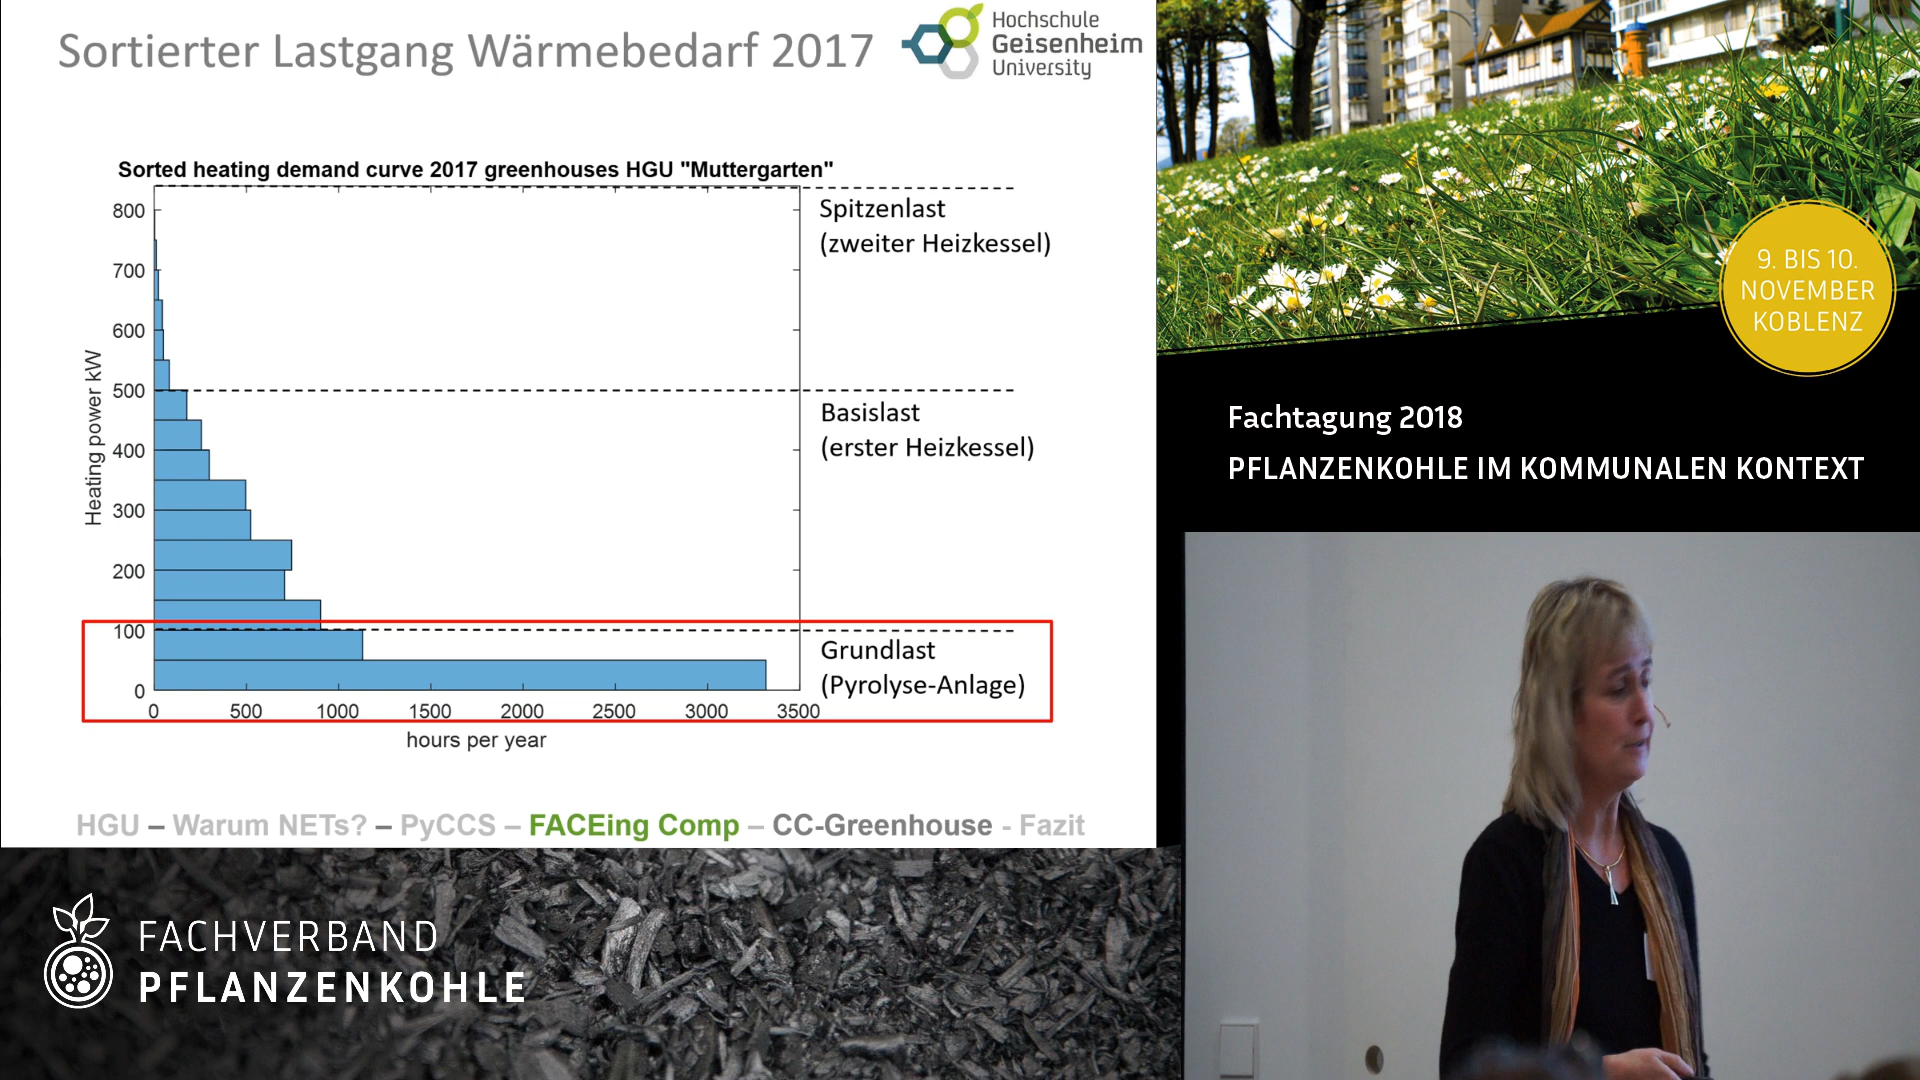 Sortierter Lastgang Wärmebedarf 2017
Hochschule
Geisenheim
University
Sorted heating demand curve 2017 greenhouses HGU "Muttergarten"
Heating power kW
800
700
600
500
400
300
200
100
0
0 500 1000 1500 2000 2500 3000 3500
hours per year
Spitzenlast
(zweiter Heizkessel)
Basislast
(erster Heizkessel)
Grundlast
(Pyrolyse-Anlage)
HGU – Warum NETs? – PyCCS – FACEing Comp – CC-Greenhouse - Fazit
9. BIS 10.
NOVEMBER
KOBLENZ
Fachtagung 2018
PFLANZENKOHLE IM KOMMUNALEN KONTEXT
FACHVERBAND
PFLANZENKOHLE